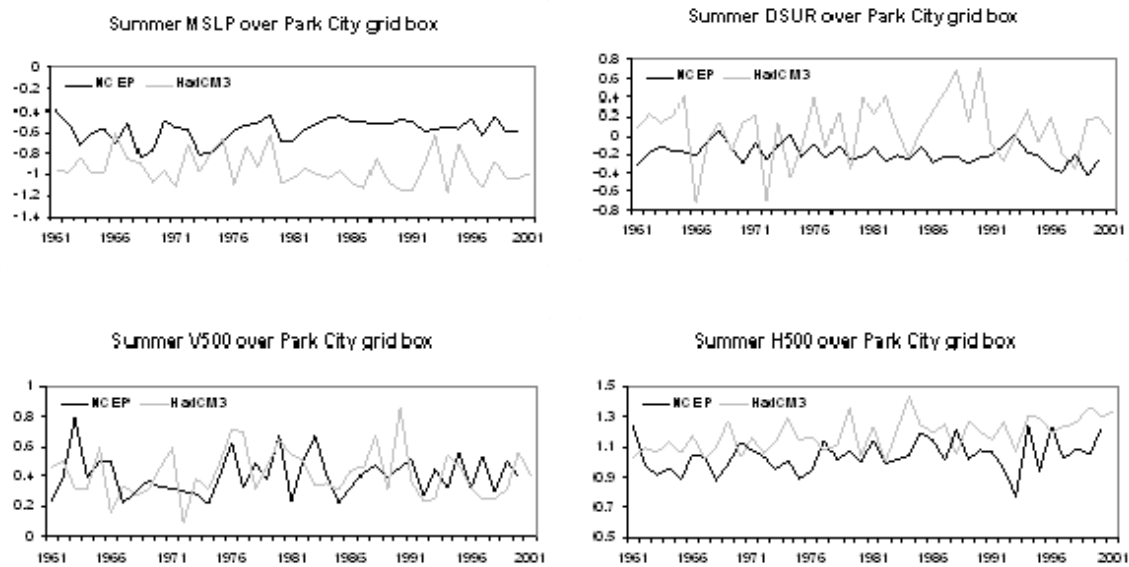 Summer MSLP over Park City grid box
0
-0.2
-0.4
-0.6
-0.8
-1
-1.2
-1.4
NCEP HadCM3
1961 1966 1971 1976 1981 1986 1991 1996 2001
Summer DSUR over Park City grid box
0.8
0.6
0.4
0.2
0
-0.2
-0.4
-0.6
-0.8
NCEP HadCM3
1961 1966 1971 1976 1981 1986 1991 1996 2001
Summer V500 over Park City grid box
1
0.8
0.6
0.4
0.2
0
NCEP HadCM3
1961 1966 1971 1976 1981 1986 1991 1996 2001
Summer H500 over Park City grid box
1.5
1.3
1.1
0.9
0.7
0.5
NCEP HadCM3
1961 1966 1971 1976 1981 1986 1991 1996 2001